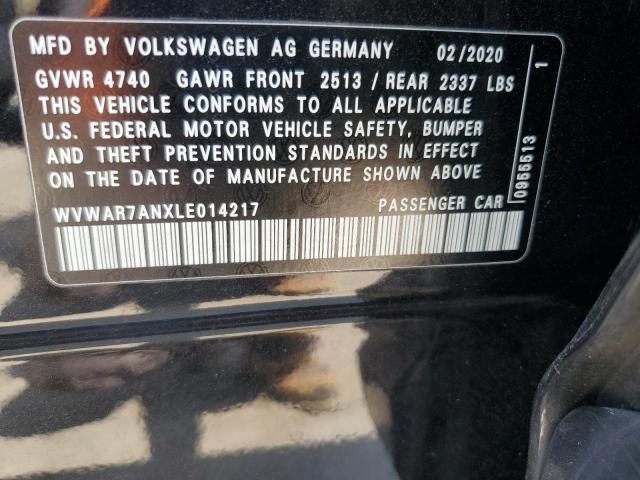 MFD BY VOLKSWAGEN AG GERMANY 02/2020
GVWR 4740 GAWR FRONT 2513 / REAR 2337 LBS
THIS VEHICLE CONFORMS TO ALL APPLICABLE
U.S. FEDERAL MOTOR VEHICLE SAFETY, BUMPER
AND THEFT PREVENTION STANDARDS IN EFFECT
ON THE DATE OF MANUFACTURE SHOWN ABOVE
WVWAR7ANXLE014217 PASSENGER CAR
0955513 1